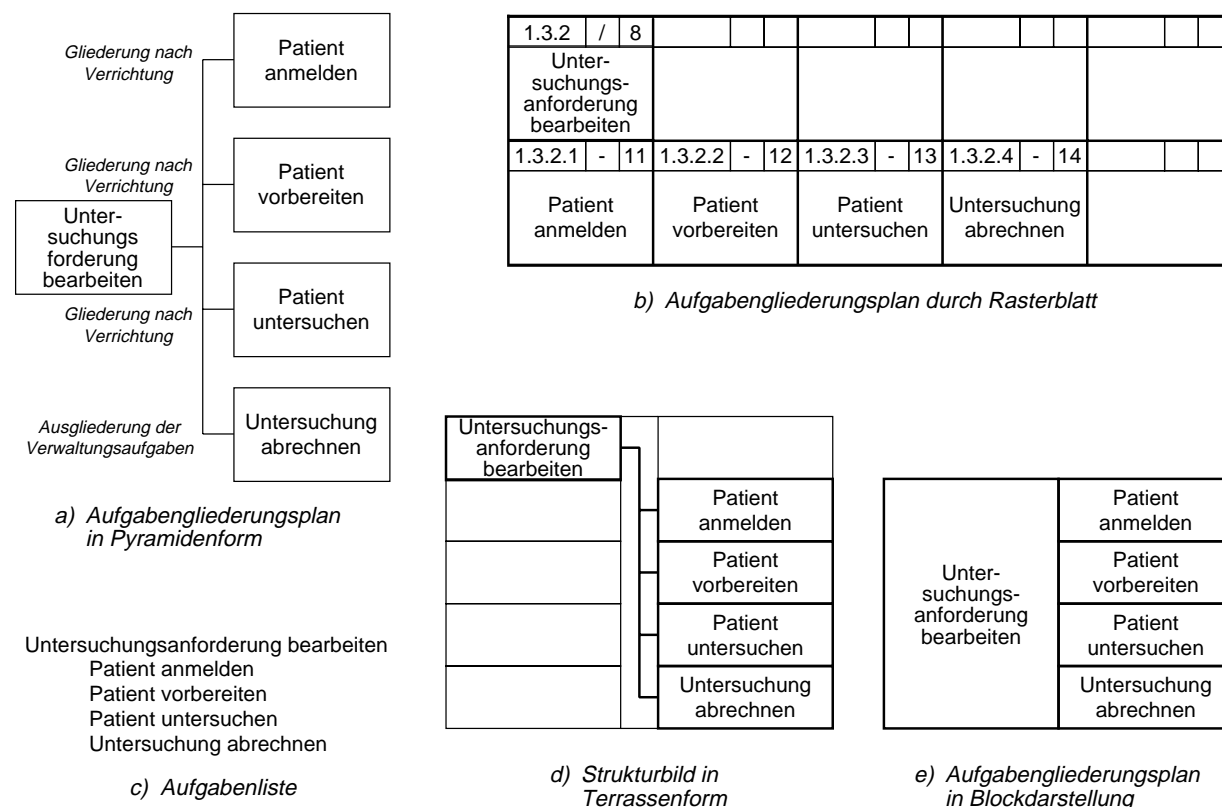 Gliederung nach
Verrichtung
Patient
anmelden
Gliederung nach
Verrichtung
Patient
vorbereiten
Unter-
suchungs
forderung
bearbeiten
Gliederung nach
Verrichtung
Patient
untersuchen
Ausgliederung der
Verwaltungsaufgaben
Untersuchung
abrechnen
a) Aufgabengliederungsplan
in Pyramidenform
1.3.2 / 8
Unter-
suchungs-
anforderung
bearbeiten
1.3.2.1 - 11 1.3.2.2 - 12 1.3.2.3 - 13 1.3.2.4 - 14
Patient
anmelden
Patient
vorbereiten
Patient
untersuchen
Untersuchung
abrechnen
b) Aufgabengliederungsplan durch Rasterblatt
Untersuchungsanforderung bearbeiten
Patient anmelden
Patient vorbereiten
Patient untersuchen
Untersuchung abrechnen
c) Aufgabenliste
Untersuchungs-
anforderung
bearbeiten
Patient
anmelden
Patient
vorbereiten
Patient
untersuchen
Untersuchung
abrechnen
d) Strukturbild in
Terrassenform
Unter-
suchungs-
anforderung
bearbeiten
Patient
anmelden
Patient
vorbereiten
Patient
untersuchen
Untersuchung
abrechnen
e) Aufgabengliederungsplan
in Blockdarstellung